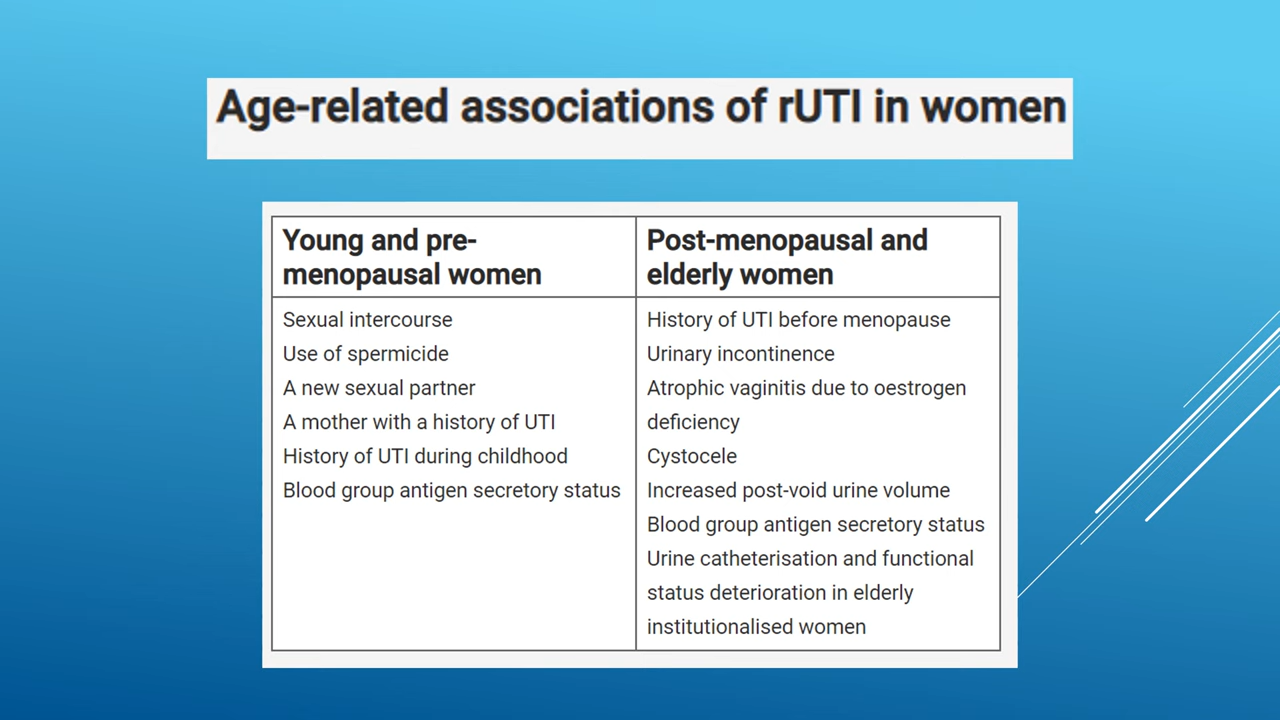 Age-related associations of rUTI in women
Young and pre-
menopausal women
Sexual intercourse
Use of spermicide
A new sexual partner
A mother with a history of UTI
History of UTI during childhood
Blood group antigen secretory status
Post-menopausal and
elderly women
History of UTI before menopause
Urinary incontinence
Atrophic vaginitis due to oestrogen
deficiency
Cystocele
Increased post-void urine volume
Blood group antigen secretory status
Urine catheterisation and functional
status deterioration in elderly
institutionalised women